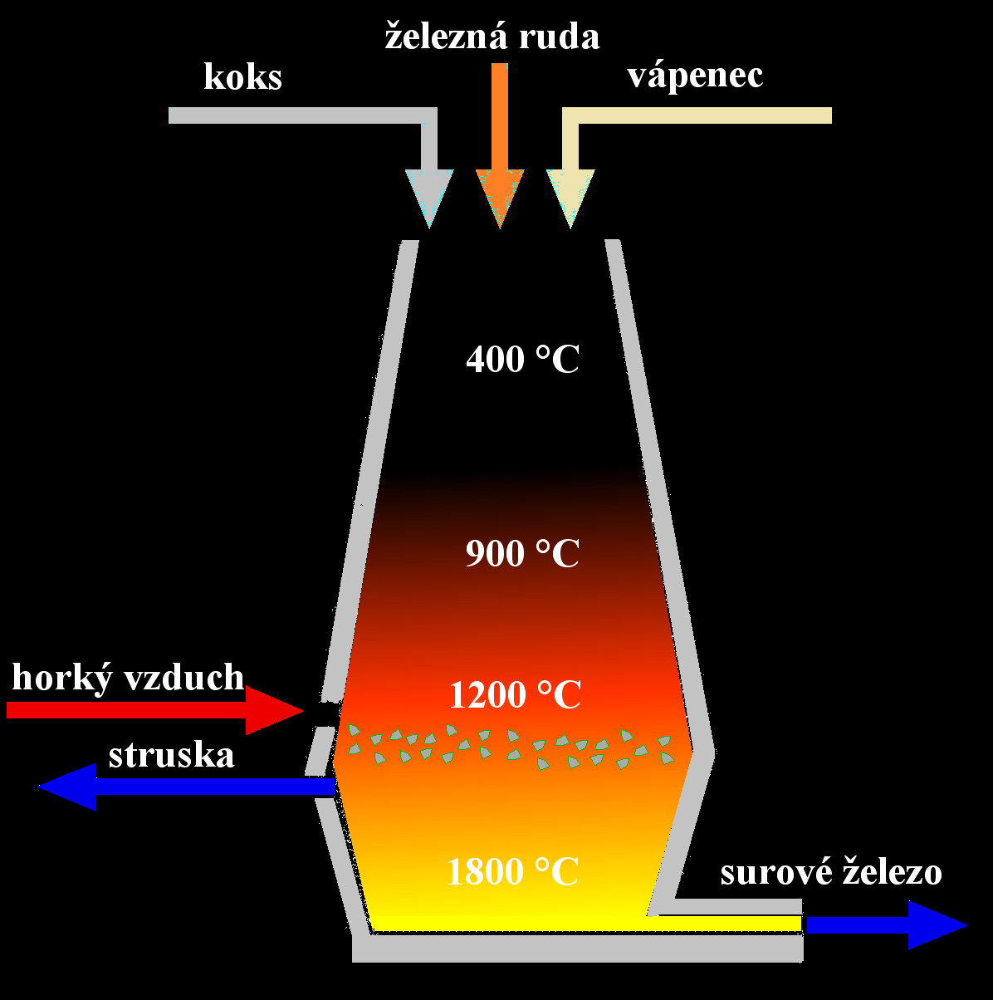 železná ruda
koks
vápenec
400 °C
900 °C
horký vzduch
1200 °C
struska
1800 °C
surové železo